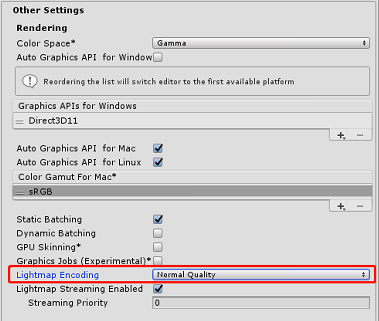 Other Settings
Rendering
Color Space* Gamma
Auto Graphics API for Window
Reordering the list will switch editor to the first available platform
Graphics APIs for Windows
Direct3D11
Auto Graphics API for Mac
Auto Graphics API for Linux
Color Gamut For Mac*
sRGB
Static Batching
Dynamic Batching
GPU Skinning*
Graphics Jobs (Experimental)*
Lightmap Encoding Normal Quality
Lightmap Streaming Enabled
Streaming Priority 0